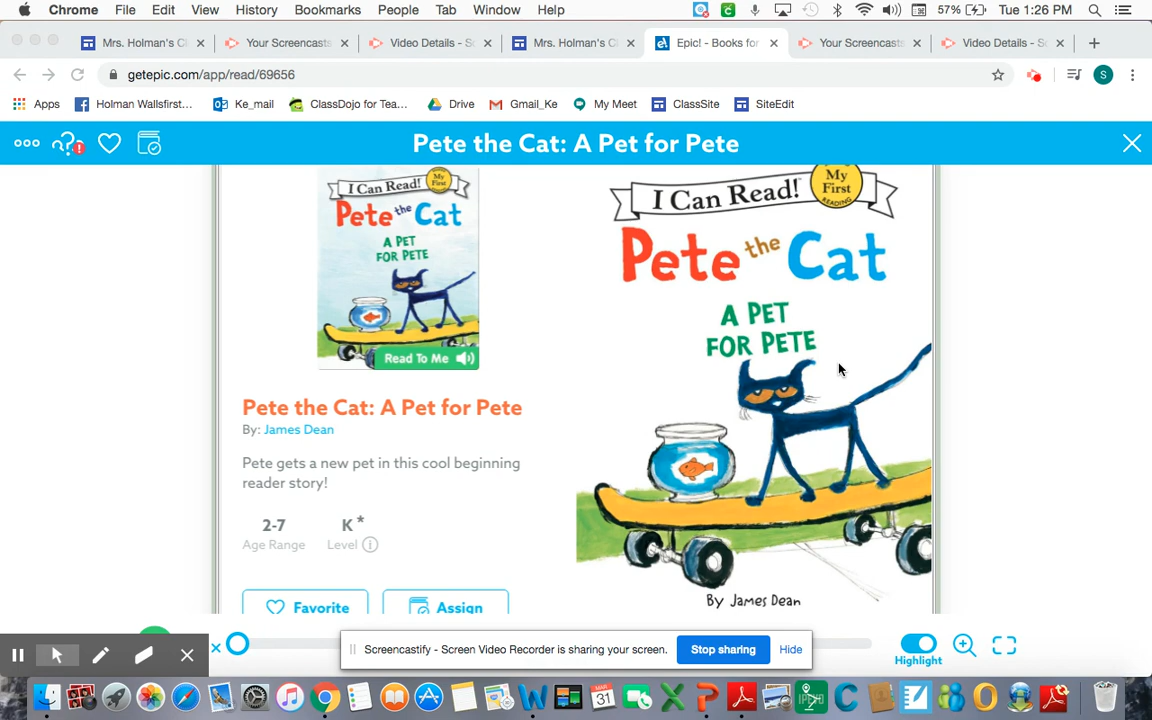 Chrome File Edit View History Bookmarks People Tab Window Help 57% Tue 1:26 PM
Mrs. Holman's Cl Your Screencasts Video Details - Sc Mrs. Holman's Cl Epic! - Books for Your Screencasts Video Details - Sc
getepic.com/app/read/69656 S
Apps Holman Wallsfirst... Ke_mail ClassDojo for Tea... Drive Gmail_Ke My Meet ClassSite SiteEdit
Pete the Cat: A Pet for Pete
I Can Read!
My
First
Pete the Cat
A PET
FOR PETE
Read To Me
Pete the Cat: A Pet for Pete
By: James Dean
Pete gets a new pet in this cool beginning
reader story!
2-7 K*
Age Range Level
Favorite Assign
I Can Read!
My
First
READING
Pete the Cat
A PET
FOR PETE
By James Dean
Screencastify - Screen Video Recorder is sharing your screen. Stop sharing Hide
Highlight
MAR
31